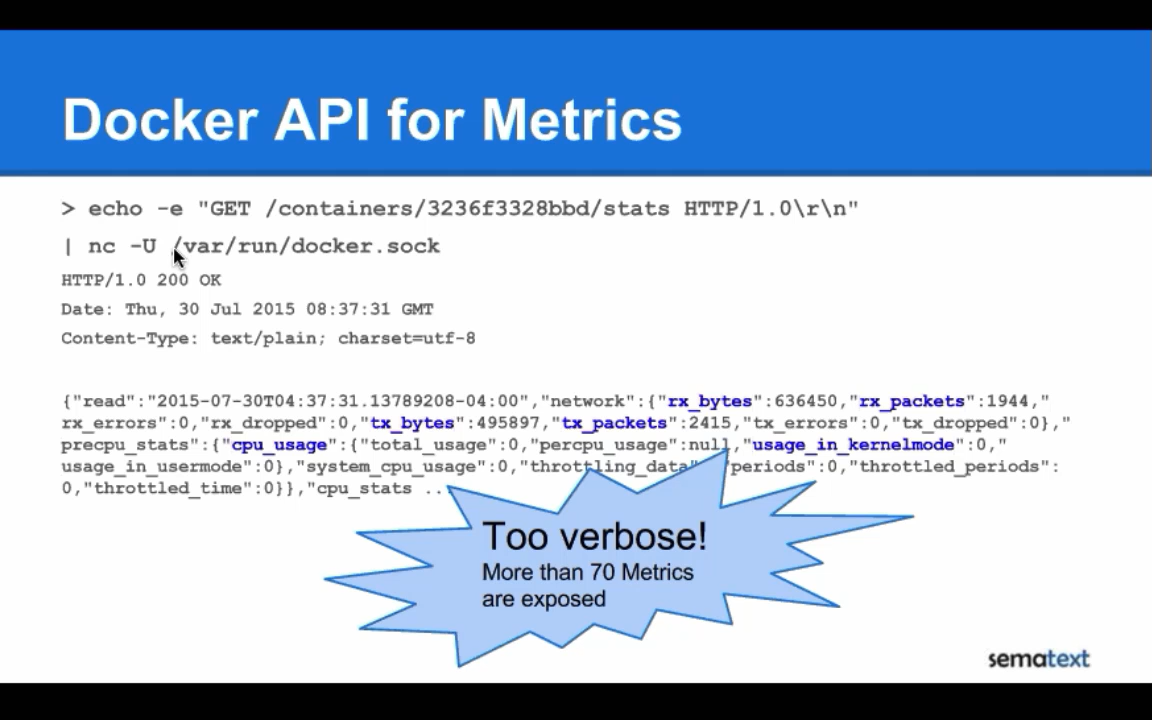 Docker API for Metrics
> echo -e "GET /containers/3236f3328bbd/stats HTTP/1.0\r\n"
| nc -U /var/run/docker.sock
HTTP/1.0 200 OK
Date: Thu, 30 Jul 2015 08:37:31 GMT
Content-Type: text/plain; charset=utf-8
{"read":"2015-07-30T04:37:31.13789208-04:00","network":{"rx_bytes":636450,"rx_packets":1944,"
rx_errors":0,"rx_dropped":0,"tx_bytes":495897,"tx_packets":2415,"tx_errors":0,"tx_dropped":0},"
precpu_stats":{"cpu_usage":{"total_usage":0,"percpu_usage":null,"usage_in_kernelmode":0,"
usage_in_usermode":0},"system_cpu_usage":0,"throttling_data" "periods":0,"throttled_periods":
0,"throttled_time":0}},"cpu_stats ...
Too verbose!
More than 70 Metrics
are exposed
sematext